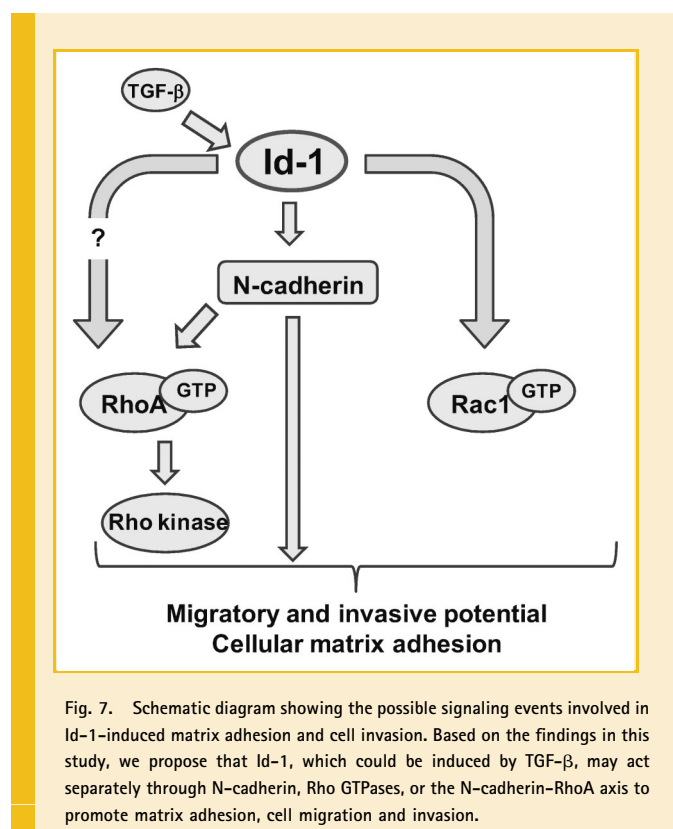 TGF-β
Id-1
?
N-cadherin
RhoA
GTP
Rac1
GTP
Rho kinase
Migratory and invasive potential
Cellular matrix adhesion
Fig. 7. Schematic diagram showing the possible signaling events involved in
Id-1-induced matrix adhesion and cell invasion. Based on the findings in this
study, we propose that Id-1, which could be induced by TGF-β, may act
separately through N-cadherin, Rho GTPases, or the N-cadherin-RhoA axis to
promote matrix adhesion, cell migration and invasion.